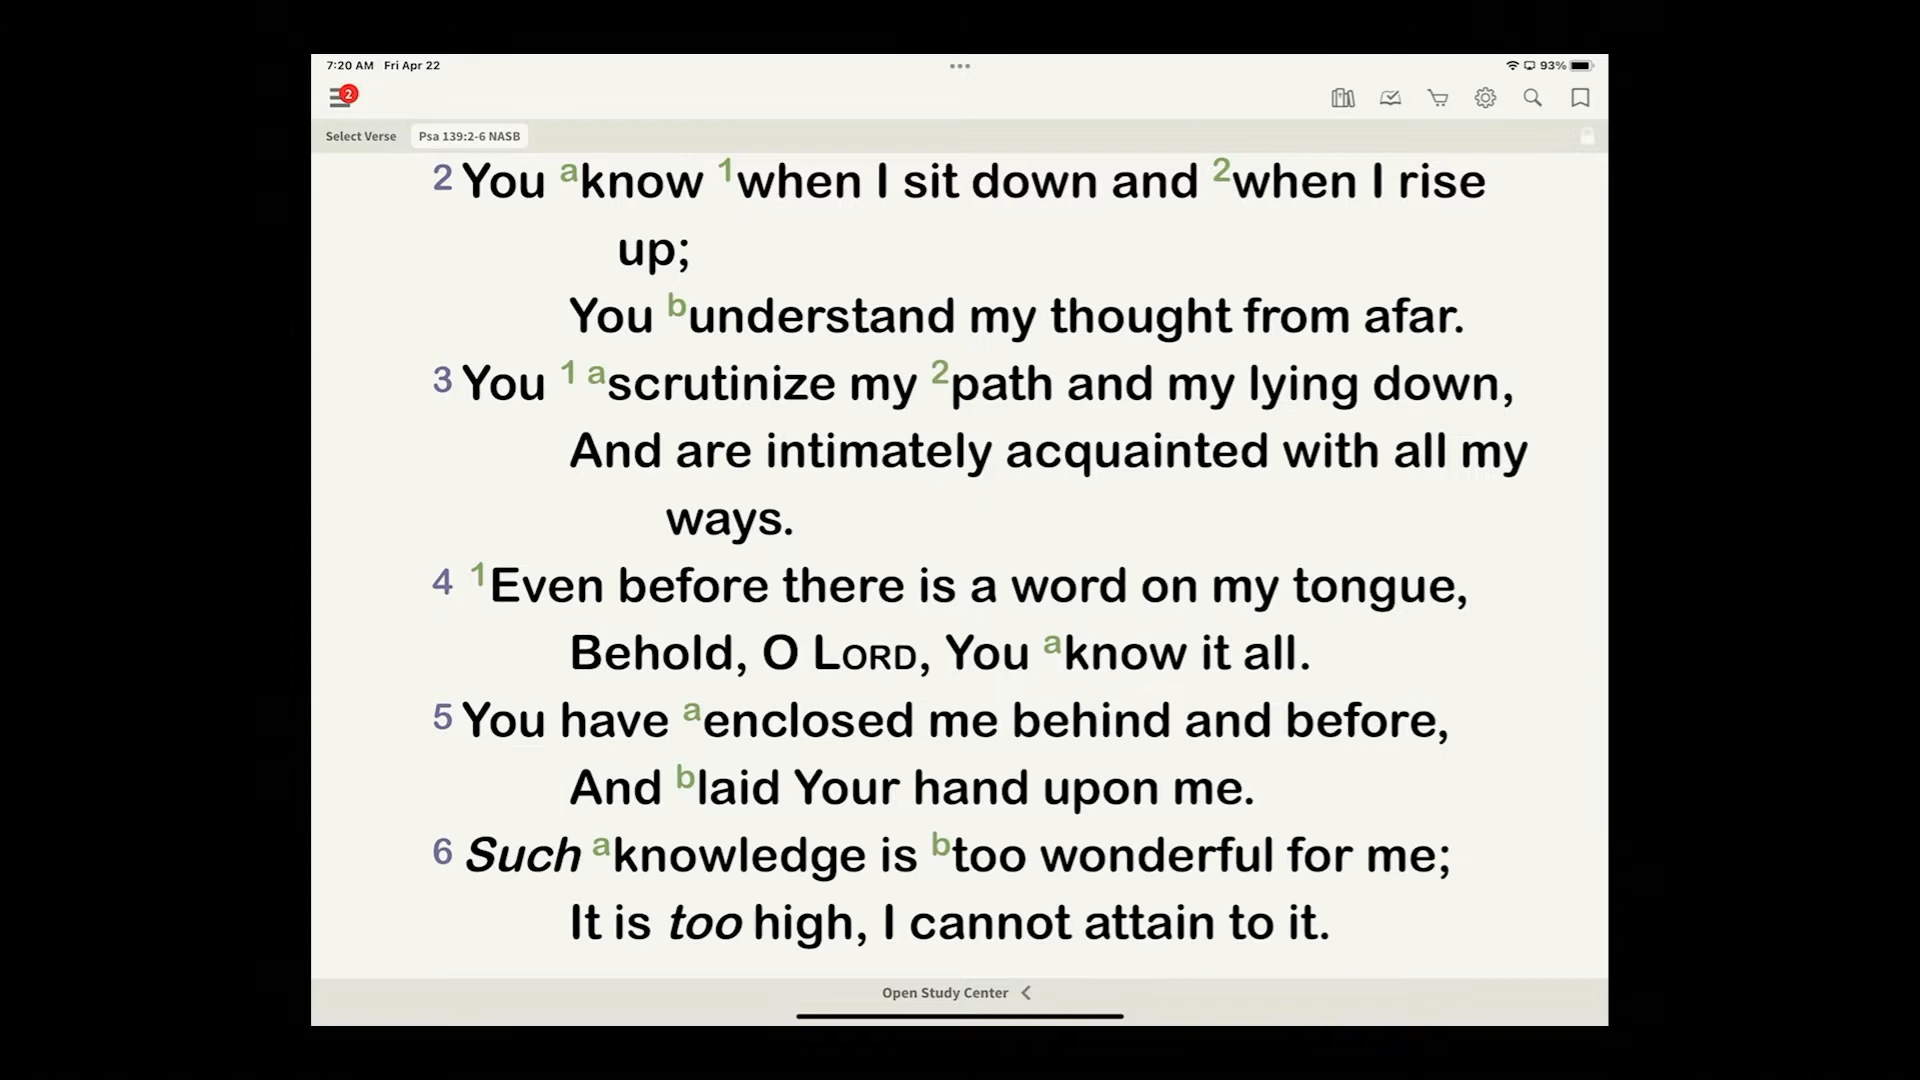 7:20 AM Fri Apr 22
93%
2
Select Verse Psa 139:2-6 NASB
2 You aknow 1when I sit down and 2when I rise
up;
You bunderstand my thought from afar.
3 You 1 ascrutinize my 2path and my lying down,
And are intimately acquainted with all my
ways.
4 1Even before there is a word on my tongue,
Behold, O LORD, You aknow it all.
5 You have aenclosed me behind and before,
And blaid Your hand upon me.
6 Such aknowledge is btoo wonderful for me;
It is too high, I cannot attain to it.
Open Study Center